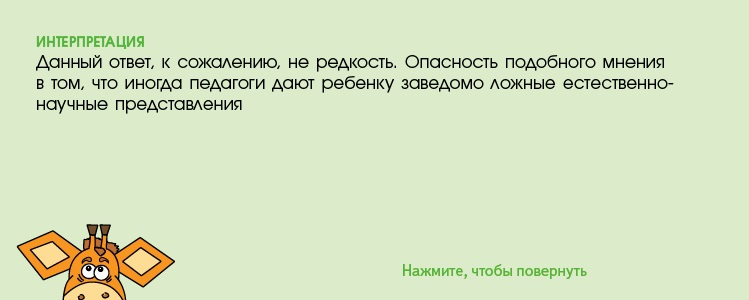 ИНТЕРПРЕТАЦИЯ
Данный ответ, к сожалению, не редкость. Опасность подобного мнения
в том, что иногда педагоги дают ребенку заведомо ложные естественно-
научные представления
Нажмите, чтобы повернуть